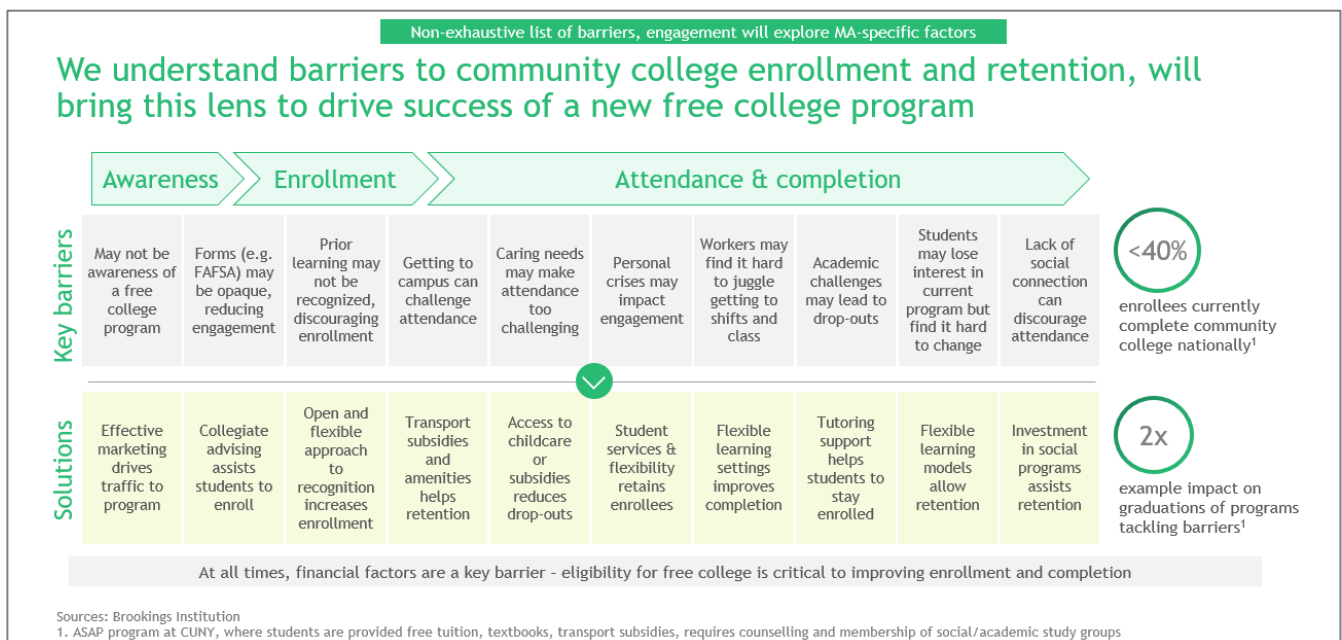 Non-exhaustive list of barriers, engagement will explore MA-specific factors
We understand barriers to community college enrollment and retention, will
bring this lens to drive success of a new free college program
Awareness
Enrollment
Attendance & completion
Key barriers
May not be
awareness of
a free
college
program
Forms (e.g.
FAFSA) may
be opaque,
reducing
engagement
Prior
learning may
not be
recognized,
discouraging
enrollment
Getting to
campus can
challenge
attendance
Caring needs
may make
attendance
too
challenging
Personal
crises may
impact
engagement
Workers may
find it hard
to juggle
getting to
shifts and
class
Academic
challenges
may lead to
drop-outs
Students
may lose
interest in
current
program but
find it hard
to change
Lack of
social
connection
can
discourage
attendance
<40%
enrollees currently
complete community
college nationally1
Solutions
Effective
marketing
drives
traffic to
program
Collegiate
advising
assists
students to
enroll
Open and
flexible
approach
to
recognition
increases
enrollment
Transport
subsidies
and
amenities
helps
retention
Access to
childcare
or
subsidies
reduces
drop-outs
Student
services &
flexibility
retains
enrollees
Flexible
learning
settings
improves
completion
Tutoring
support
helps
students to
stay
enrolled
Flexible
learning
models
allow
retention
Investment
in social
programs
assists
retention
2x
example impact on
graduations of programs
tackling barriers1
At all times, financial factors are a key barrier - eligibility for free college is critical to improving enrollment and completion
Sources: Brookings Institution
1. ASAP program at CUNY, where students are provided free tuition, textbooks, transport subsidies, requires counselling and membership of social/academic study groups